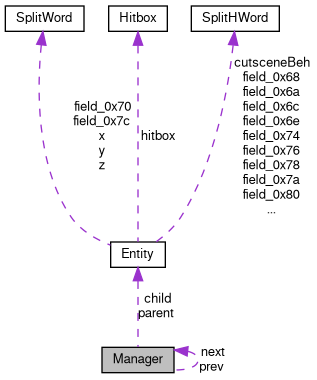 SplitWord
Hitbox
SplitHWord
field_0x70
field_0x7c
x
y
z
hitbox
cutsceneBeh
field_0x68
field_0x6a
field_0x6c
field_0x6e
field_0x74
field_0x76
field_0x78
field_0x7a
field_0x80
...
Entity
child
parent
Manager
next
prev